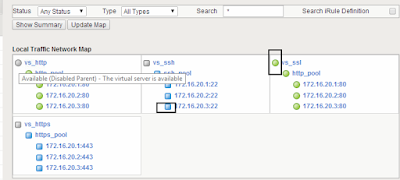 Status Any Status Type All Types Search * Search iRule Definition
Show Summary Update Map
Local Traffic Network Map
vs_http
http_pool
Available (Disabled Parent) - The virtual server is available
172.16.20.2:80
172.16.20.3:80
vs_ssh
ssh_pool
172.16.20.1:22
172.16.20.2:22
172.16.20.3:22
vs_ssl
http_pool
172.16.20.1:80
172.16.20.2:80
172.16.20.3:80
vs_https
https_pool
172.16.20.1:443
172.16.20.2:443
172.16.20.3:443